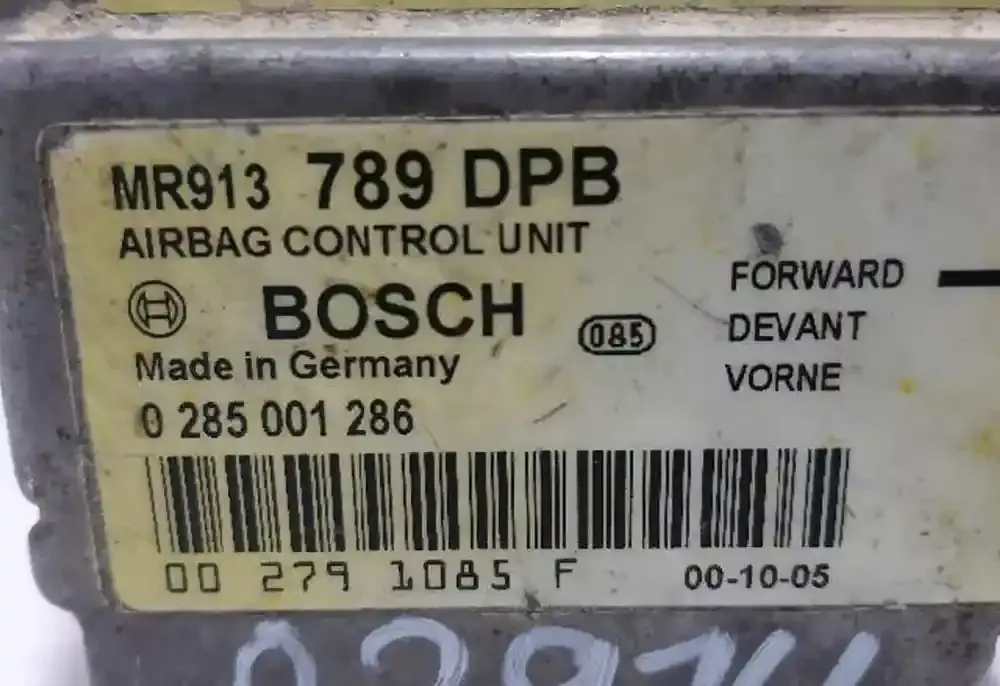 MR913 789 DPB
AIRBAG CONTROL UNIT
BOSCH
085
Made in Germany
0 285 001 286
FORWARD
DEVANT
VORNE
00 279 1085 F
00-10-05